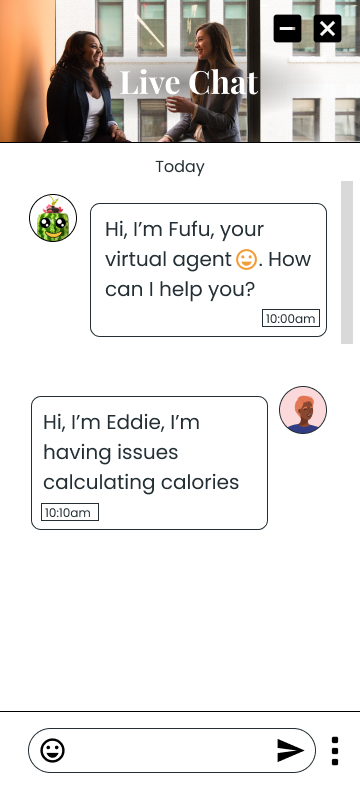 Live Chat
Today
Hi, I’m Fufu, your
virtual agent. How
can I help you?
10:00am
Hi, I’m Eddie, I’m
having issues
calculating calories
10:10am